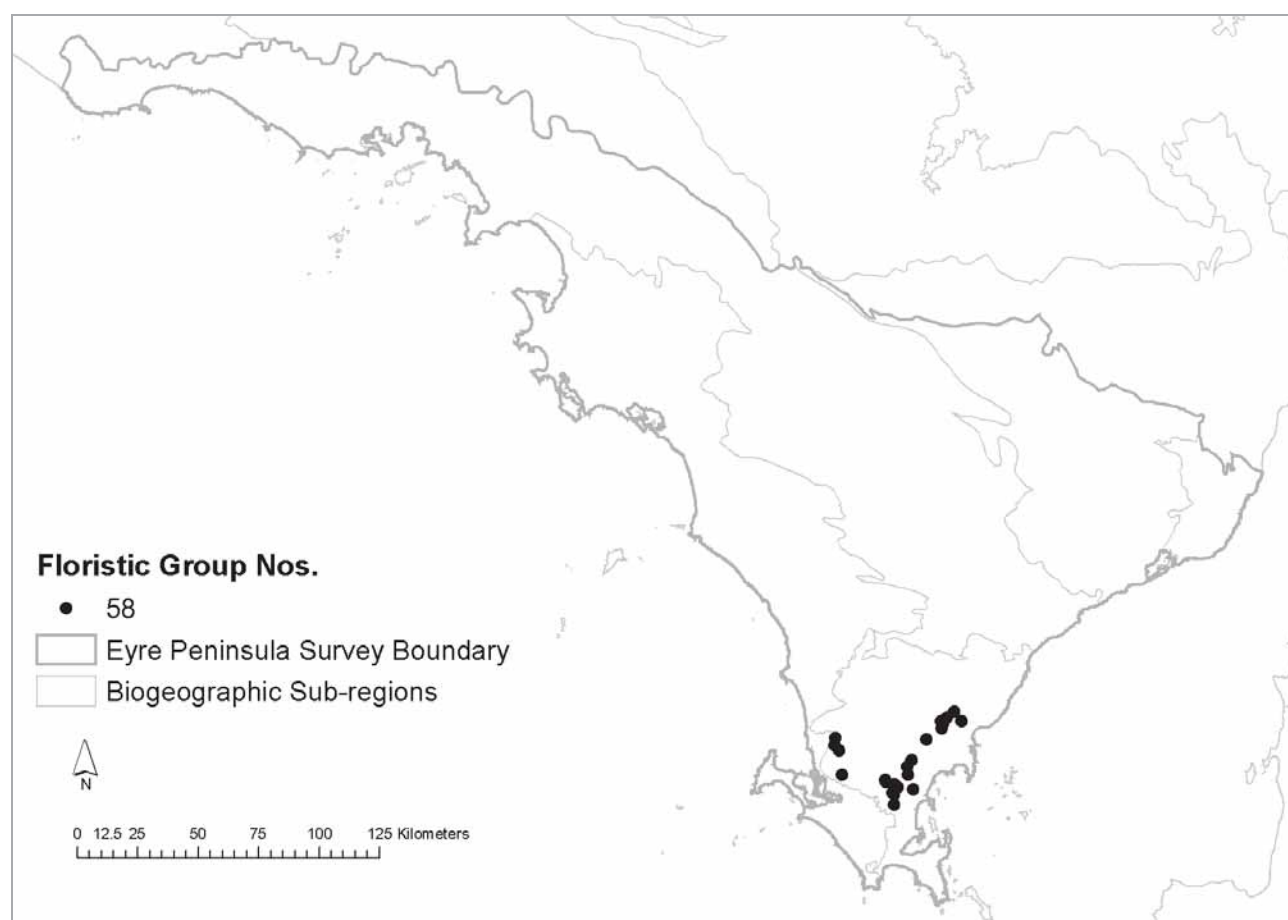 Floristic Group Nos.
58
Eyre Peninsula Survey Boundary
Biogeographic Sub-regions
N
0 12.5 25 50 75 100 125 Kilometers